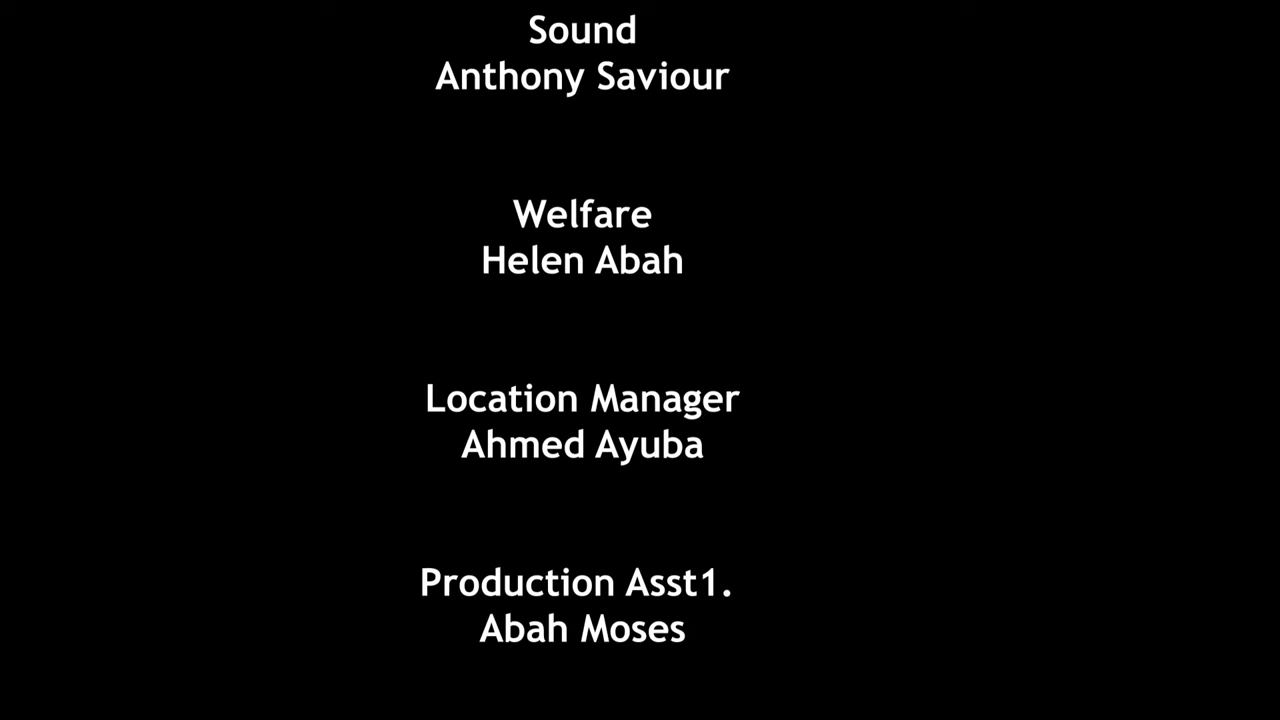 Sound
Anthony Saviour
Welfare
Helen Abah
Location Manager
Ahmed Ayuba
Production Asst1.
Abah Moses